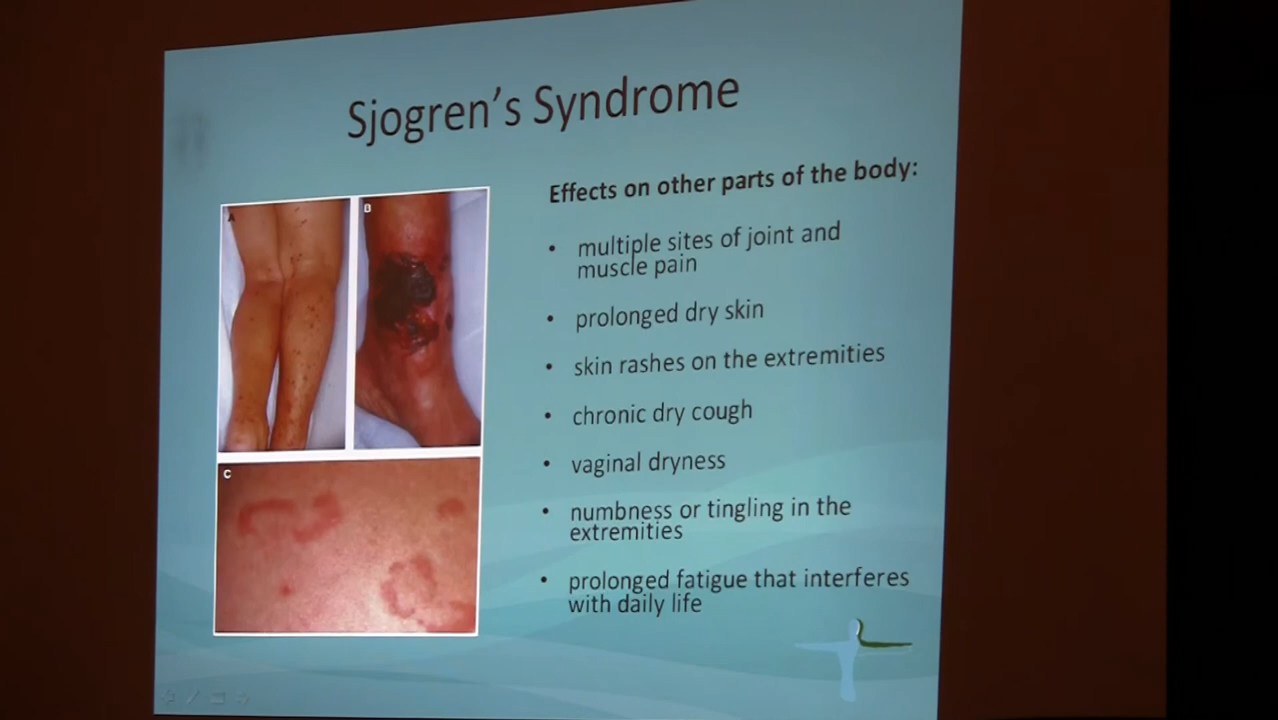 Sjogren's Syndrome
Effects on other parts of the body:
• multiple sites of joint and
muscle pain
• prolonged dry skin
• skin rashes on the extremities
• chronic dry cough
• vaginal dryness
• numbness or tingling in the
extremities
• prolonged fatigue that interferes
with daily life
A
B
C